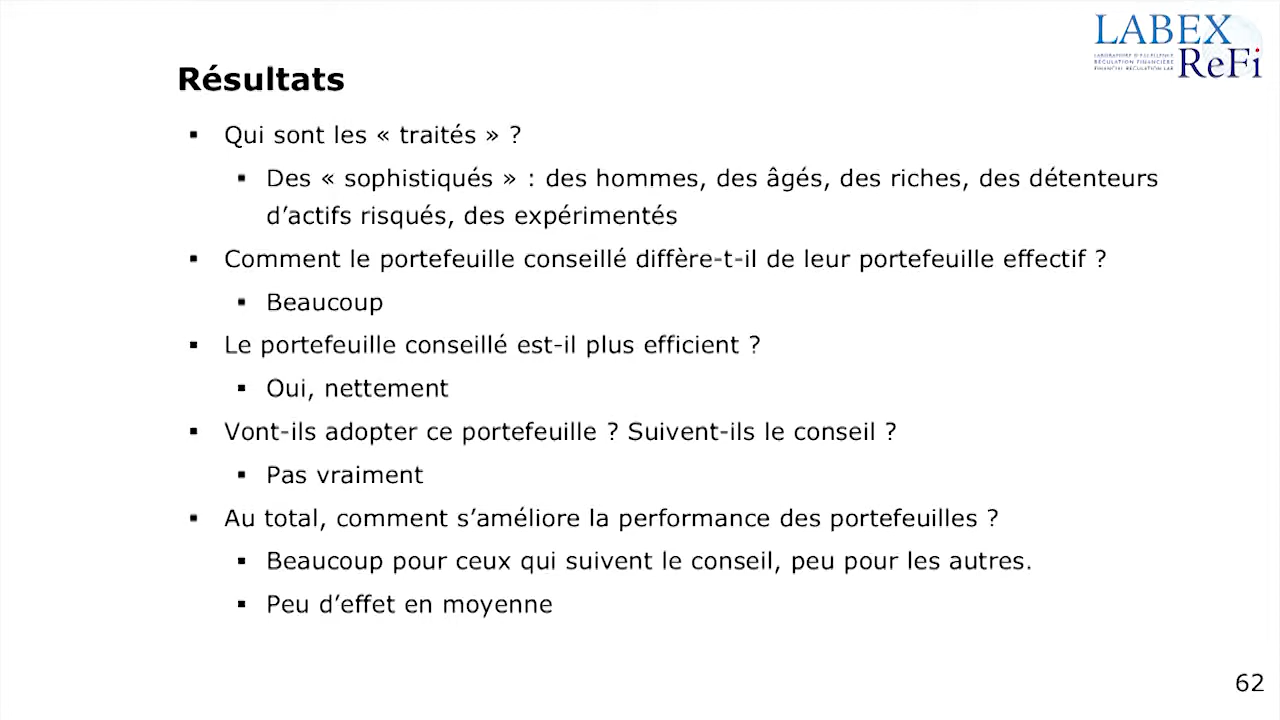 LABEX
LABORATOIRE D'EXCELLENCE
RÉGULATION FINANCIÈRE
FINANCIAL REGULATION LAB
ReFi
Résultats
▪ Qui sont les « traités » ?
▪ Des « sophistiqués » : des hommes, des âgés, des riches, des détenteurs
d’actifs risqués, des expérimentés
▪ Comment le portefeuille conseillé diffère-t-il de leur portefeuille effectif ?
▪ Beaucoup
▪ Le portefeuille conseillé est-il plus efficient ?
▪ Oui, nettement
▪ Vont-ils adopter ce portefeuille ? Suivent-ils le conseil ?
▪ Pas vraiment
▪ Au total, comment s’améliore la performance des portefeuilles ?
▪ Beaucoup pour ceux qui suivent le conseil, peu pour les autres.
▪ Peu d’effet en moyenne
62